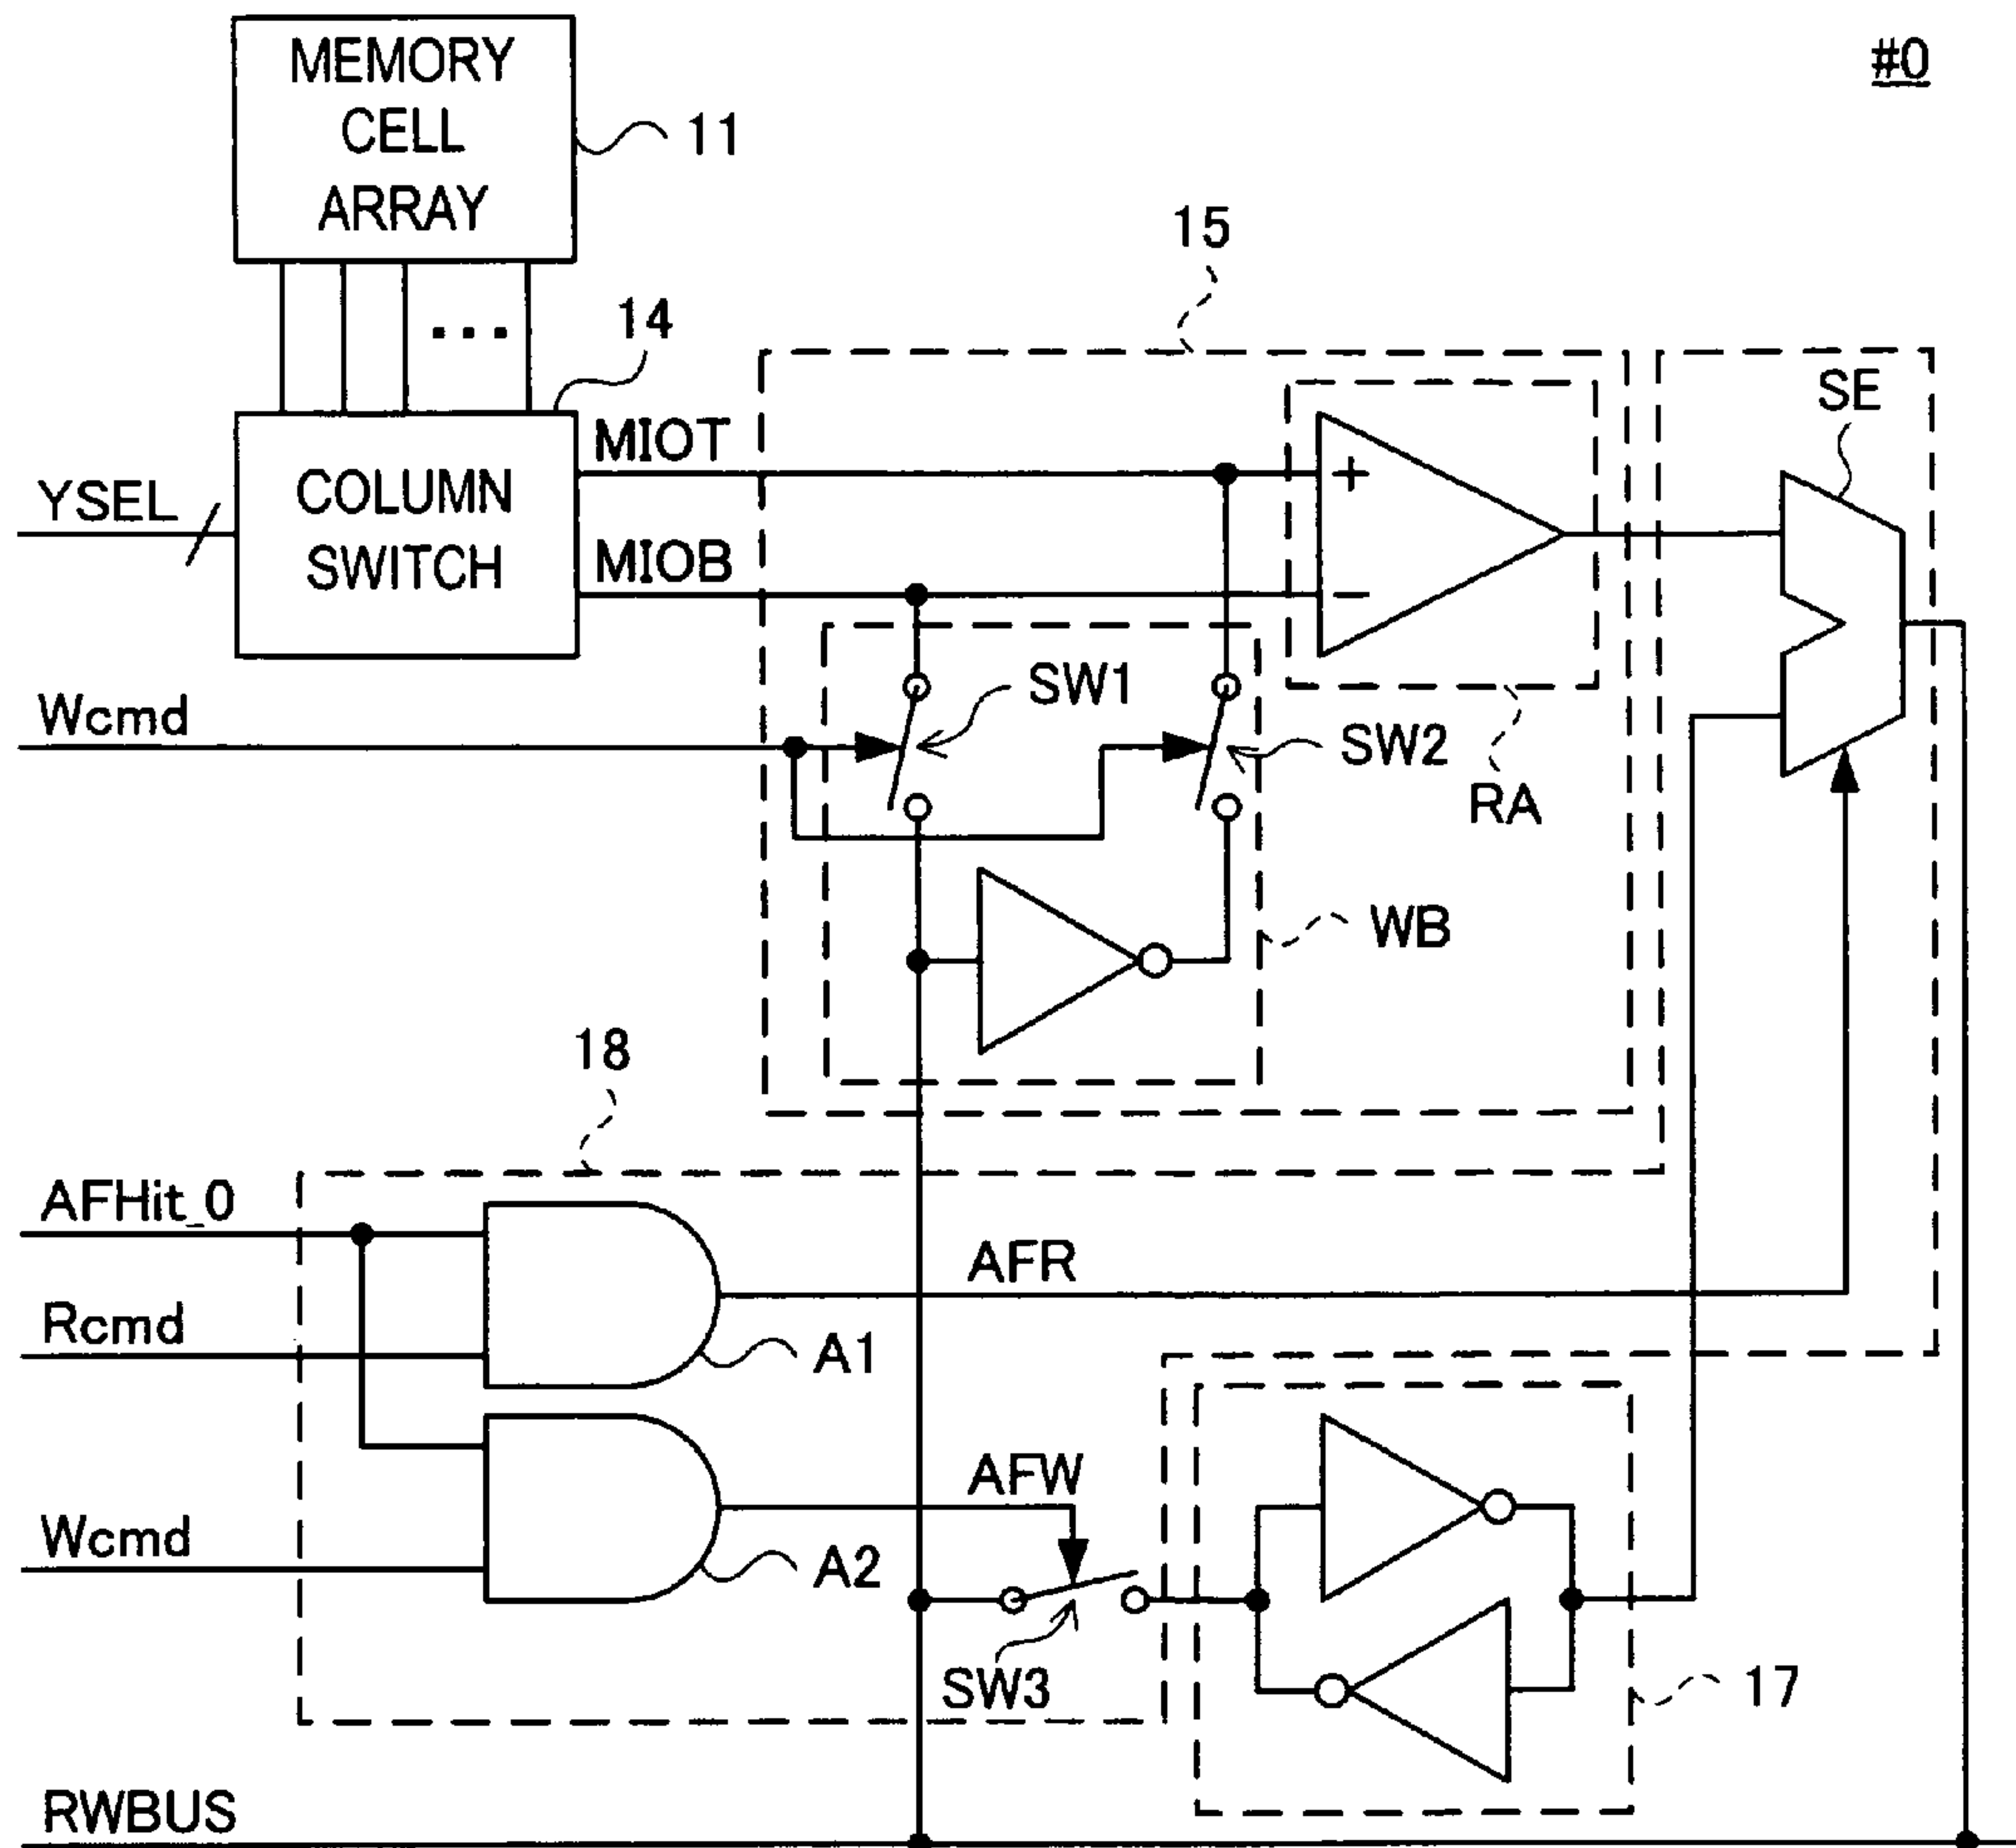 #0
MEMORY
CELL
ARRAY
11
15
14
SE
MIOT
YSEL
COLUMN
SWITCH
MIOB
+
−
Wcmd
SW1
SW2
RA
WB
18
AFHit_0
AFR
Rcmd
A1
AFW
Wcmd
A2
SW3
17
RWBUS